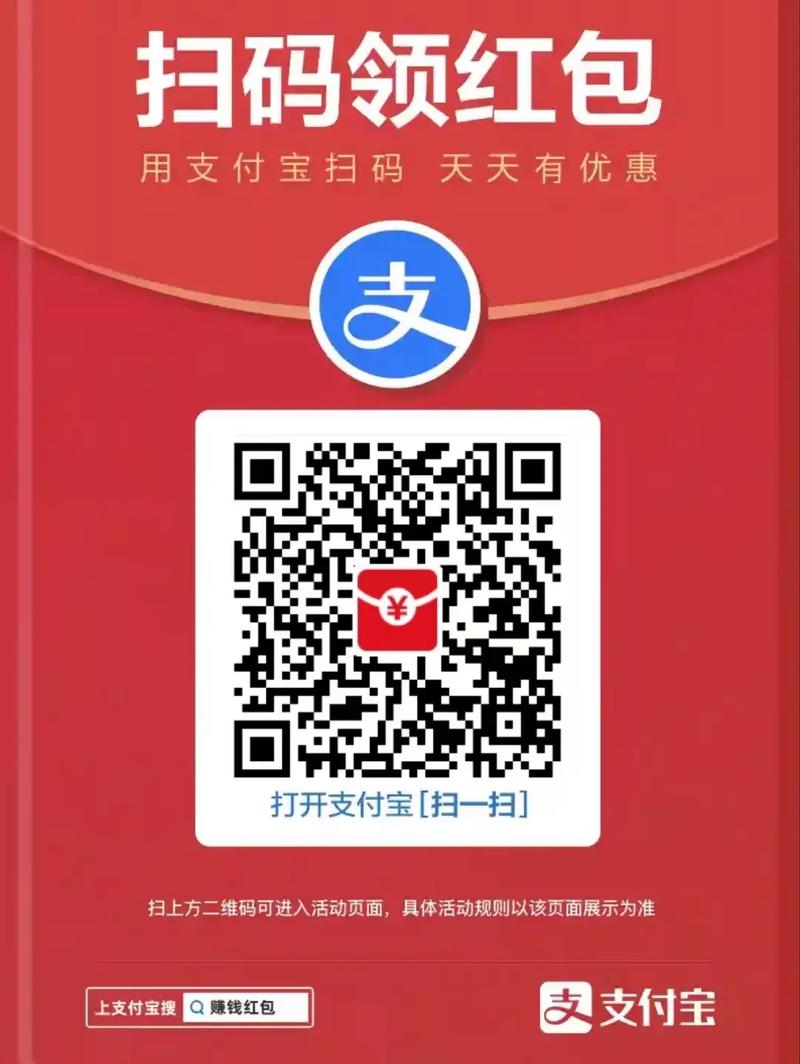 扫码领红包
用支付宝扫码 天天有优惠
支
¥
打开支付宝[扫一扫]
扫上方二维码可进入活动页面，具体活动规则以该页面展示为准
上支付宝搜 赚钱红包
支 支付宝